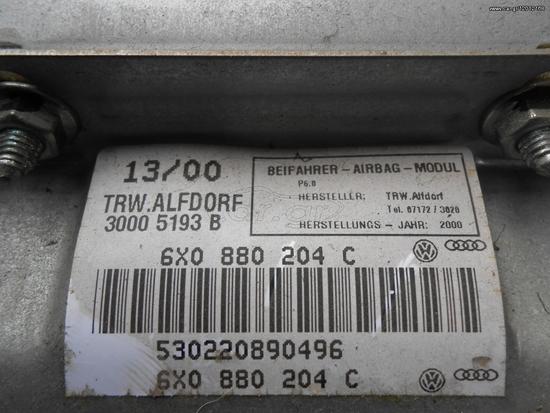 13/00
TRW.ALFDORF
3000 5193 B
BEIFAHRER-AIRBAG-MODUL
P6.0
HERSTELLER: TRW.Alfdorf
Tel. 07172/3020
HERSTELLUNGS-JAHR: 2000
6X0 880 204 C
530220890496
6X0 880 204 C